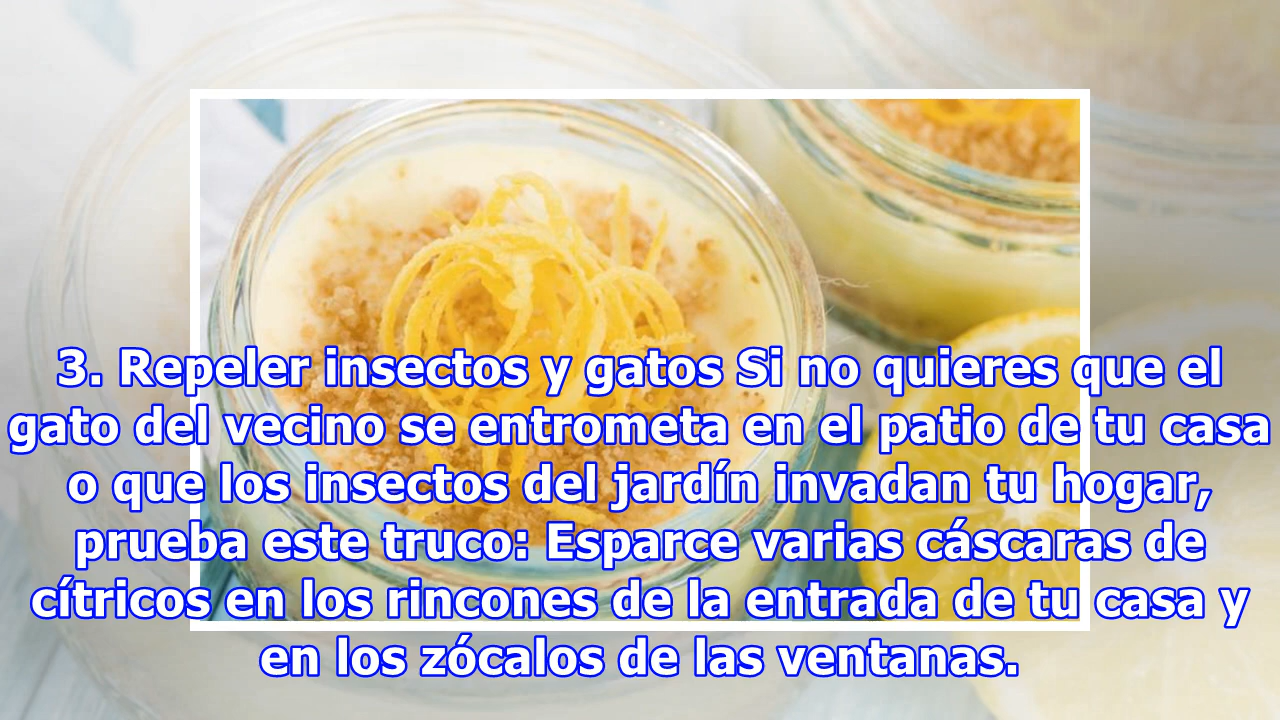 3. Repeler insectos y gatos Si no quieres que el
gato del vecino se entrometa en el patio de tu casa
o que los insectos del jardín invadan tu hogar,
prueba este truco: Esparce varias cáscaras de
cítricos en los rincones de la entrada de tu casa y
en los zócalos de las ventanas.